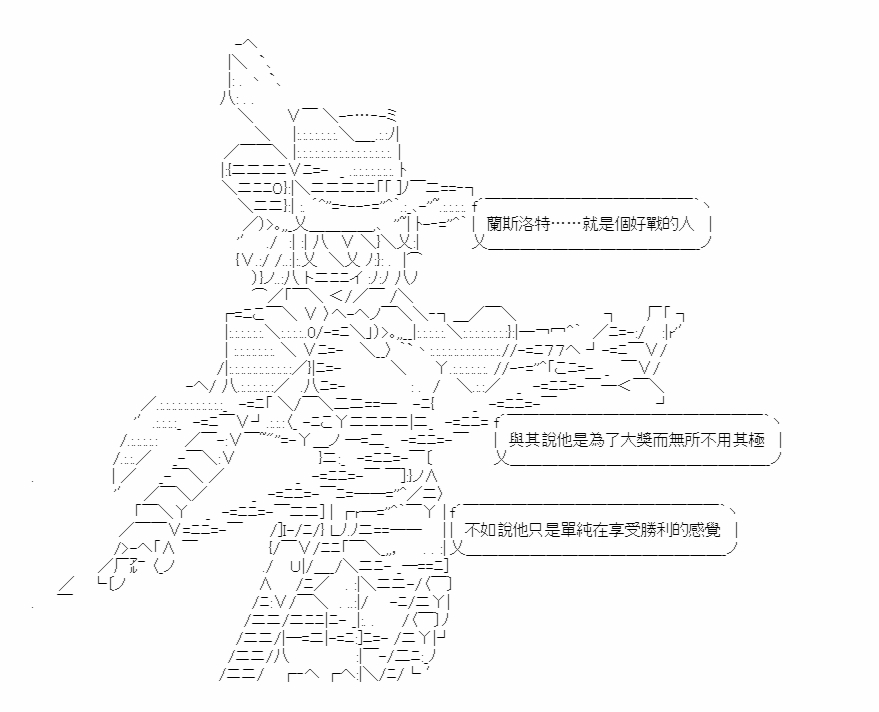 蘭斯洛特……就是個好戰的人
與其說他是為了大獎而無所不用其極
不如說他只是單純在享受勝利的感覺